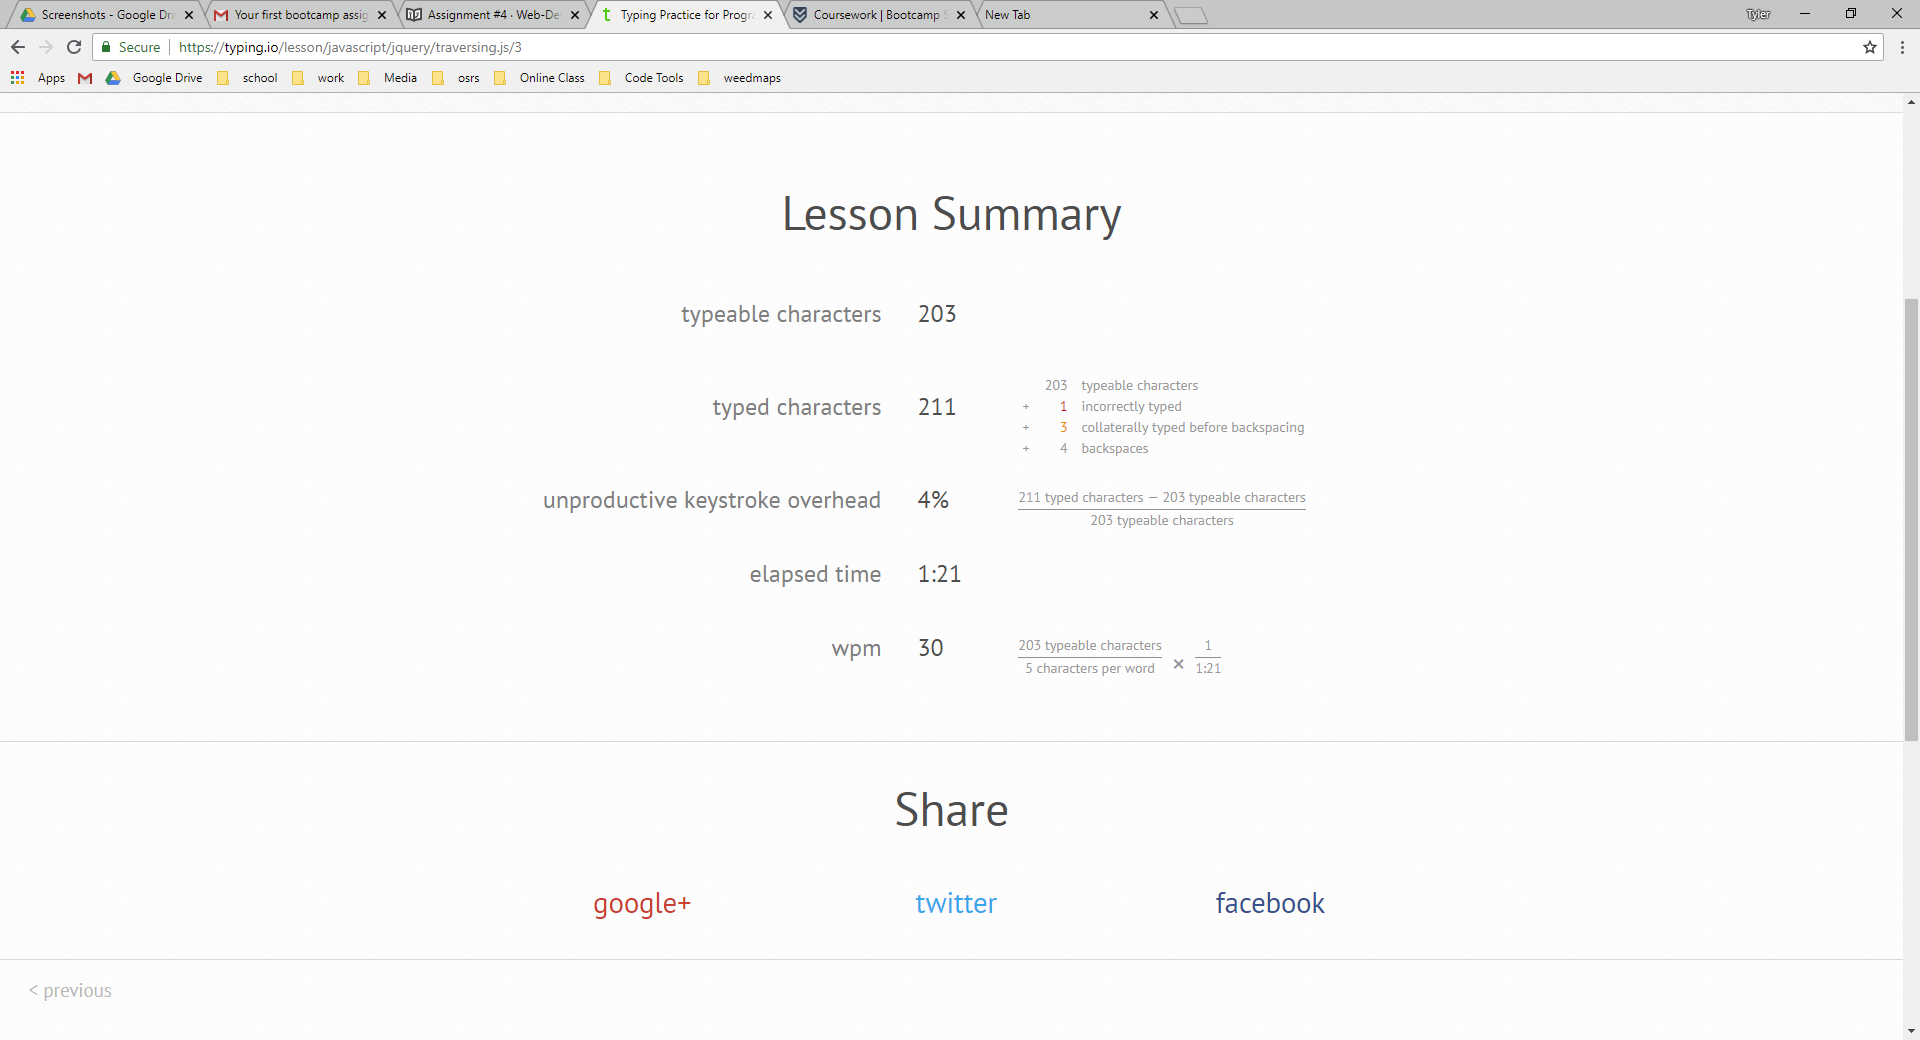 Screenshots - Google Dri
Your first bootcamp assig
Assignment #4 · Web-De
Typing Practice for Progra
Coursework | Bootcamp S
New Tab
Tyler
Secure
https://typing.io/lesson/javascript/jquery/traversing.js/3
Apps
Google Drive
school
work
Media
osrs
Online Class
Code Tools
weedmaps
Lesson Summary
typeable characters 203
typed characters 211
203 typeable characters
+ 1 incorrectly typed
+ 3 collaterally typed before backspacing
+ 4 backspaces
unproductive keystroke overhead 4%
211 typed characters — 203 typeable characters
203 typeable characters
elapsed time 1:21
wpm 30
203 typeable characters
5 characters per word
×
1
1:21
Share
google+
twitter
facebook
< previous